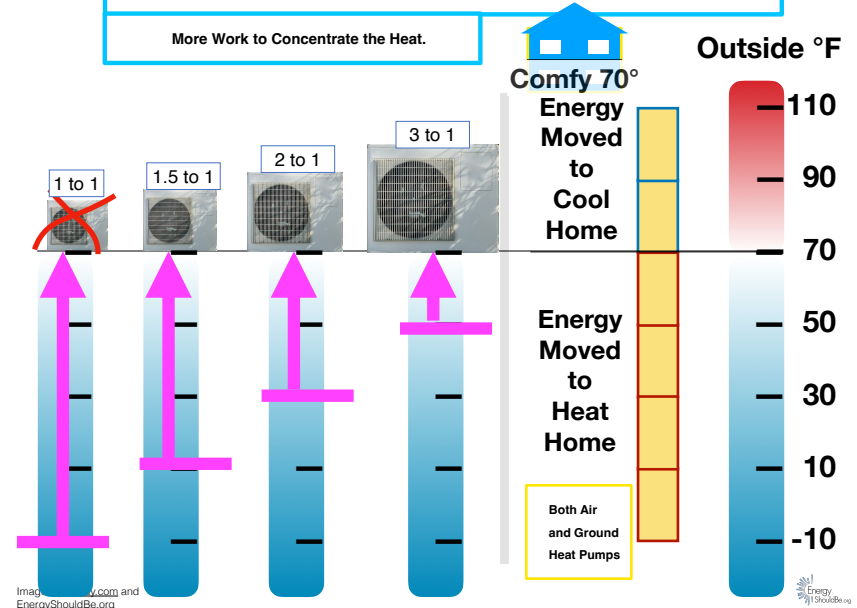 More Work to Concentrate the Heat.
Outside °F
Comfy 70°
Energy
Moved
to
Cool
Home
1 to 1
1.5 to 1
2 to 1
3 to 1
110
90
70
50
30
10
-10
Energy
Moved
to
Heat
Home
Both Air
and Ground
Heat Pumps
y.com and
EnergyShouldBe.org
Energy
ShouldBe.org